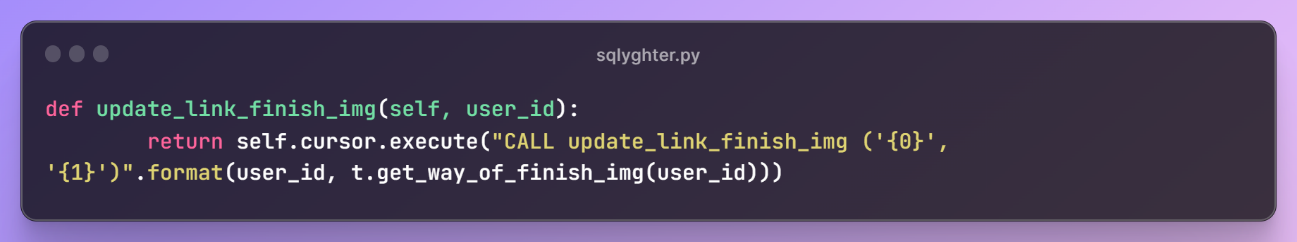 sqlyghter.py
def update_link_finish_img(self, user_id):
        return self.cursor.execute("CALL update_link_finish_img ('{0}',
'{1}')".format(user_id, t.get_way_of_finish_img(user_id)))